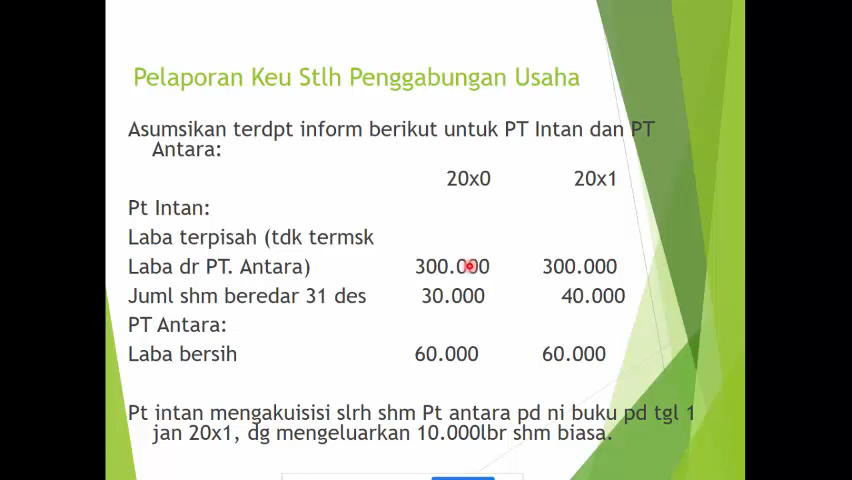 Pelaporan Keu Stlh Penggabungan Usaha
Asumsikan terdpt inform berikut untuk PT Intan dan PT
Antara:
20x0 20x1
Pt Intan:
Laba terpisah (tdk termsk
Laba dr PT. Antara) 300.000 300.000
Juml shm beredar 31 des 30.000 40.000
PT Antara:
Laba bersih 60.000 60.000
Pt intan mengakuisisi slrh shm Pt antara pd ni buku pd tgl 1
jan 20x1, dg mengeluarkan 10.000lbr shm biasa.